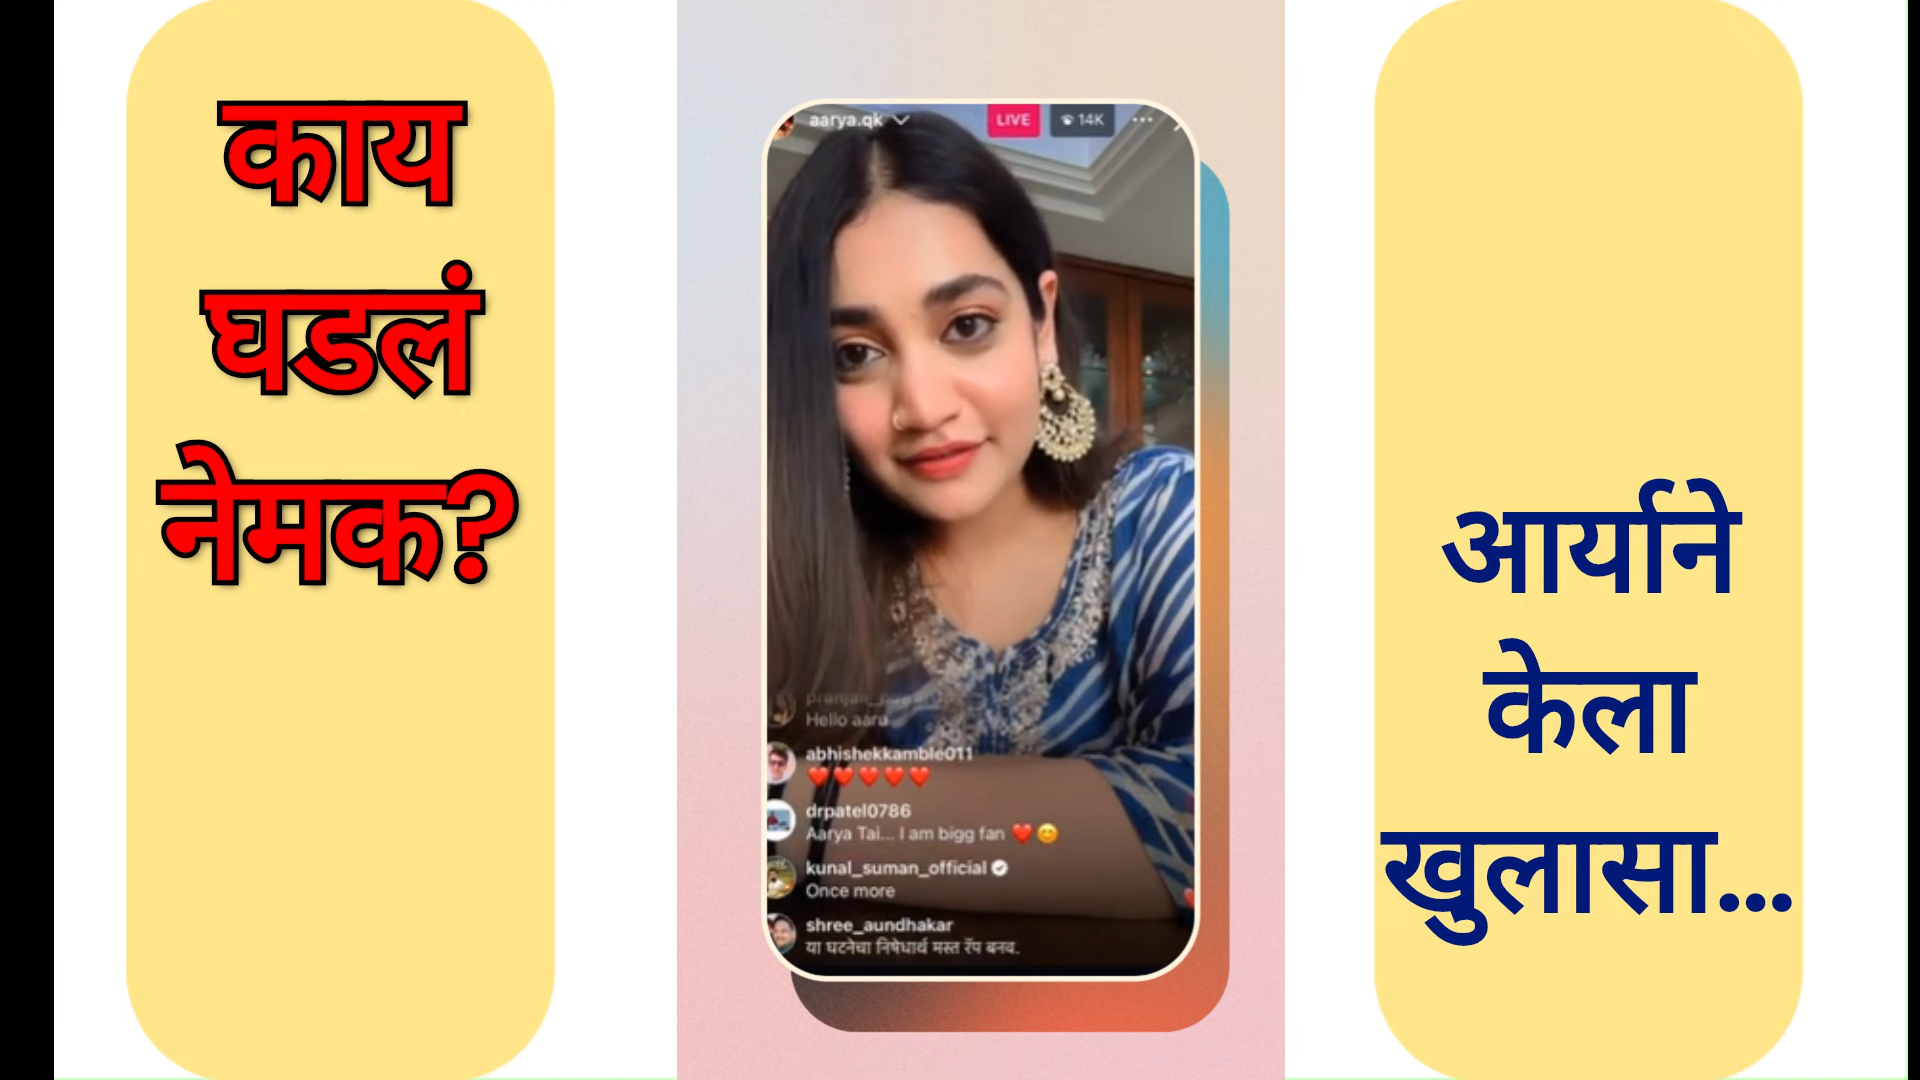 काय
घडलं
नेमक?
aarya.qk
LIVE
14K
Hello aaru
abhishekkamble011
❤️❤️❤️❤️❤️
drpatel0786
Aarya Tai... I am bigg fan ❤️😊
kunal_suman_official
Once more
shree_aundhakar
या घटनेचा निषेधार्थ मस्त रॅप बनव.
आर्याने
केला
खुलासा...